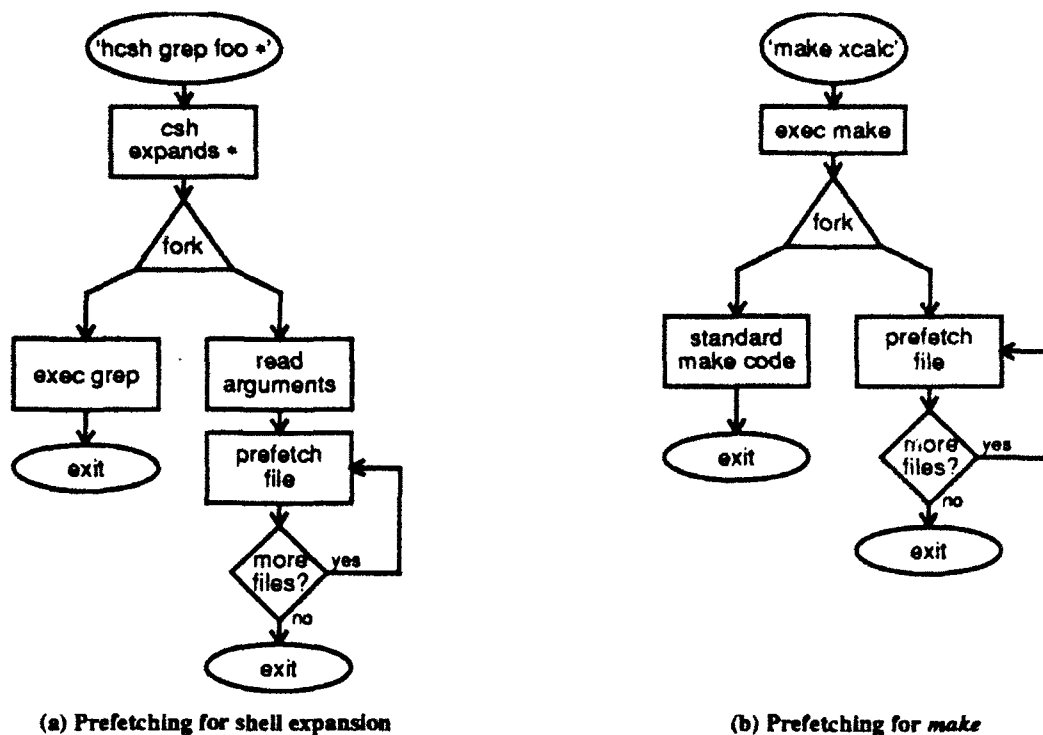 'hcsh grep foo *'
csh
expands *
fork
exec grep
exit
read
arguments
prefetch
file
more
files?
yes
no
exit
(a) Prefetching for shell expansion
'make xcalc'
exec make
fork
standard
make code
exit
prefetch
file
more
files?
yes
no
exit
(b) Prefetching for make